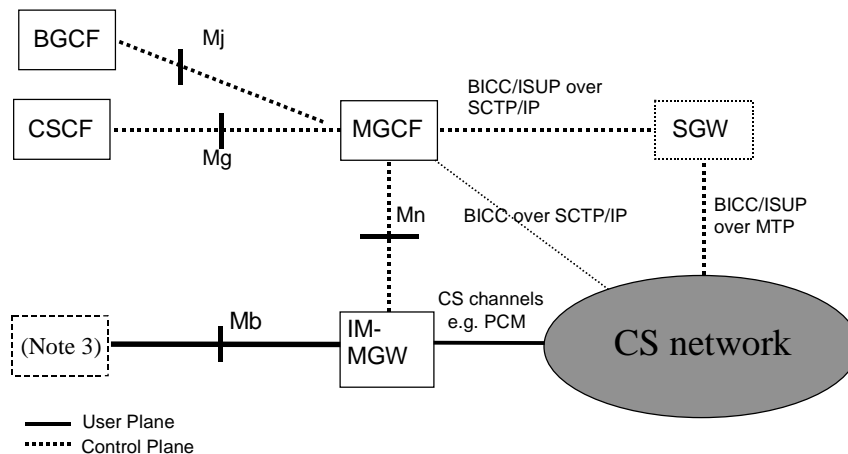 BGCF
Mj
BICC/ISUP over
SCTP/IP
CSCF
MGCF
SGW
Mg
BICC/ISUP
over MTP
Mn
BICC over SCTP/IP
CS channels
e.g. PCM
Mb
IM-
MGW
(Note 3)
CS network
User Plane
Control Plane